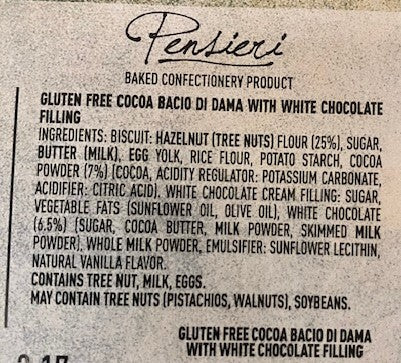 Pensieri
BAKED CONFECTIONERY PRODUCT
GLUTEN FREE COCOA BACIO DI DAMA WITH WHITE CHOCOLATE
FILLING
INGREDIENTS: BISCUIT: HAZELNUT (TREE NUTS) FLOUR (25%), SUGAR,
BUTTER (MILK), EGG YOLK, RICE FLOUR, POTATO STARCH, COCOA
POWDER (7%) (COCOA, ACIDITY REGULATOR: POTASSIUM CARBONATE,
ACIDIFIER: CITRIC ACID). WHITE CHOCOLATE CREAM FILLING: SUGAR,
VEGETABLE FATS (SUNFLOWER OIL, OLIVE OIL), WHITE CHOCOLATE
(6.5%) (SUGAR, COCOA BUTTER, MILK POWDER, SKIMMED MILK
POWDER), WHOLE MILK POWDER, EMULSIFIER: SUNFLOWER LECITHIN,
NATURAL VANILLA FLAVOR.
CONTAINS TREE NUT, MILK, EGGS.
MAY CONTAIN TREE NUTS (PISTACHIOS, WALNUTS), SOYBEANS.
GLUTEN FREE COCOA BACIO DI DAMA
WITH WHITE CHOCOLATE FILLING